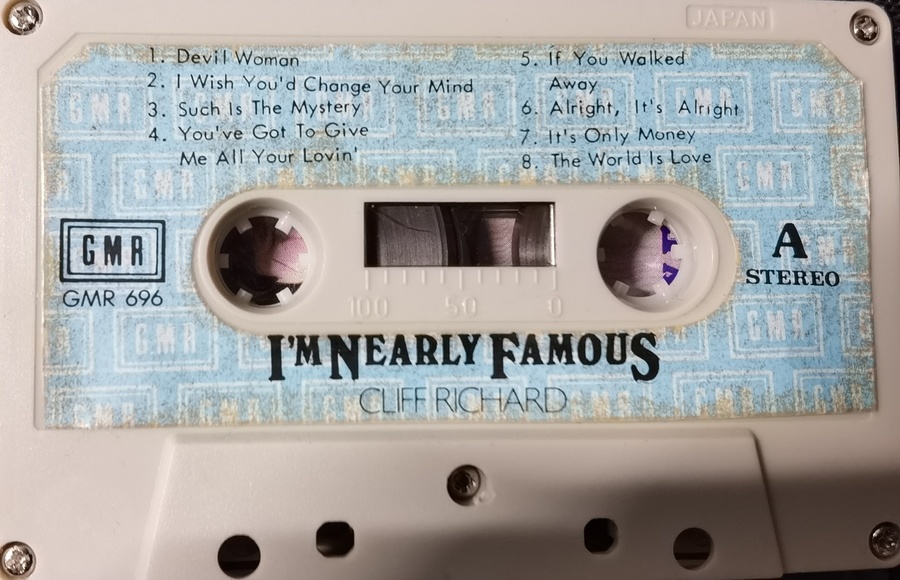 JAPAN
1. Devil Woman
2. I Wish You'd Change Your Mind
3. Such Is The Mystery
4. You've Got To Give
Me All Your Lovin'
5. If You Walked
Away
6. Alright, It's Alright
7. It's Only Money
8. The World Is Love
GMR
GMR 696
A
STEREO
100 50 0
I'M NEARLY FAMOUS
CLIFF RICHARD